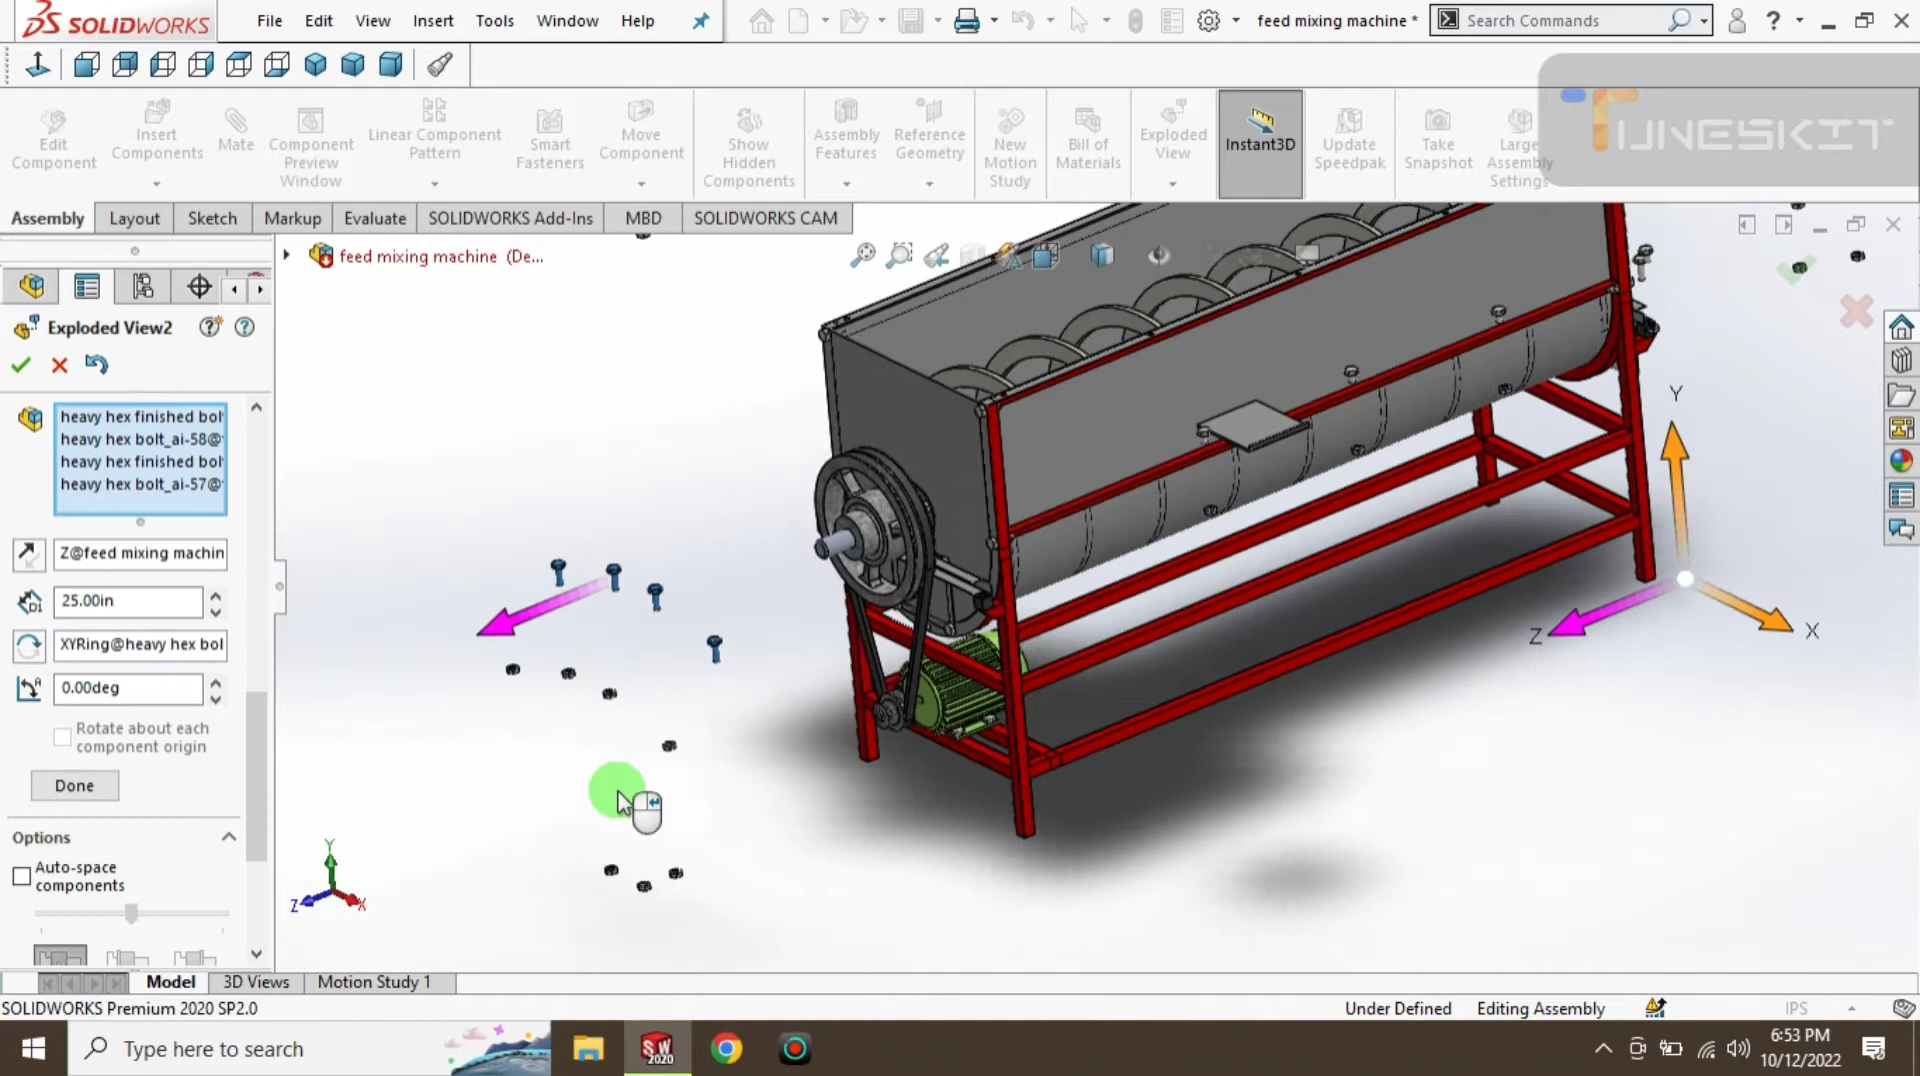 SOLIDWORKS
File Edit View Insert Tools Window Help
feed mixing machine *
Search Commands
TUNESKIT
Edit Component
Insert Components
Mate
Component Preview Window
Linear Component Pattern
Smart Fasteners
Move Component
Show Hidden Components
Assembly Features
Reference Geometry
New Motion Study
Bill of Materials
Exploded View
Instant3D
Update Speedpak
Take Snapshot
Large Assembly Settings
Assembly Layout Sketch Markup Evaluate SOLIDWORKS Add-Ins MBD SOLIDWORKS CAM
feed mixing machine (De...
Exploded View2
heavy hex finished bol
heavy hex bolt_ai-58@
heavy hex finished bol
heavy hex bolt_ai-57@
Z@feed mixing machin
D1
25.00in
XYRing@heavy hex bol
A
0.00deg
Rotate about each
component origin
Done
Options
Auto-space
components
Y
Z
X
Y
Z
X
Model 3D Views Motion Study 1
SOLIDWORKS Premium 2020 SP2.0
Under Defined
Editing Assembly
IPS
Type here to search
SW
2020
6:53 PM
10/12/2022